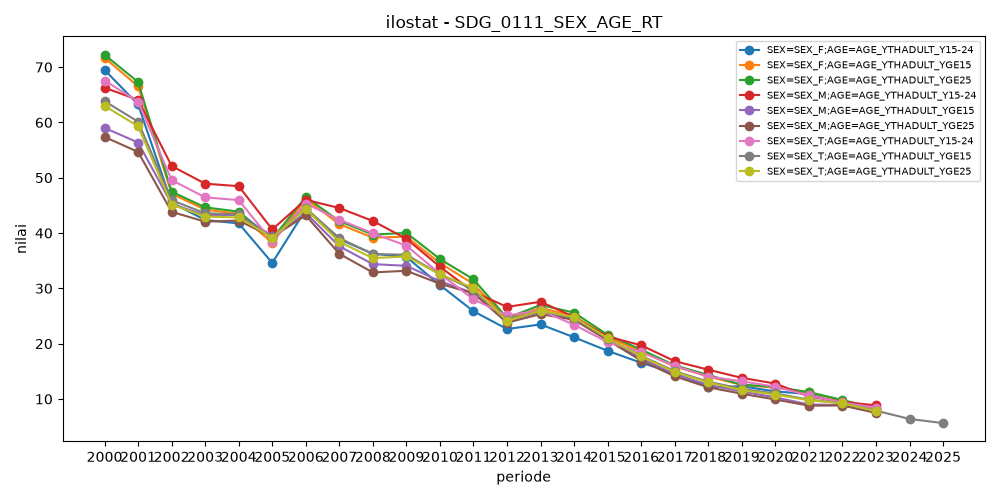 ilostat - SDG_0111_SEX_AGE_RT
SEX=SEX_F;AGE=AGE_YTHADULT_Y15-24
SEX=SEX_F;AGE=AGE_YTHADULT_YGE15
SEX=SEX_F;AGE=AGE_YTHADULT_YGE25
SEX=SEX_M;AGE=AGE_YTHADULT_Y15-24
SEX=SEX_M;AGE=AGE_YTHADULT_YGE15
SEX=SEX_M;AGE=AGE_YTHADULT_YGE25
SEX=SEX_T;AGE=AGE_YTHADULT_Y15-24
SEX=SEX_T;AGE=AGE_YTHADULT_YGE15
SEX=SEX_T;AGE=AGE_YTHADULT_YGE25
70
60
50
40
30
20
10
nilai
2000 2001 2002 2003 2004 2005 2006 2007 2008 2009 2010 2011 2012 2013 2014 2015 2016 2017 2018 2019 2020 2021 2022 2023 2024 2025
periode